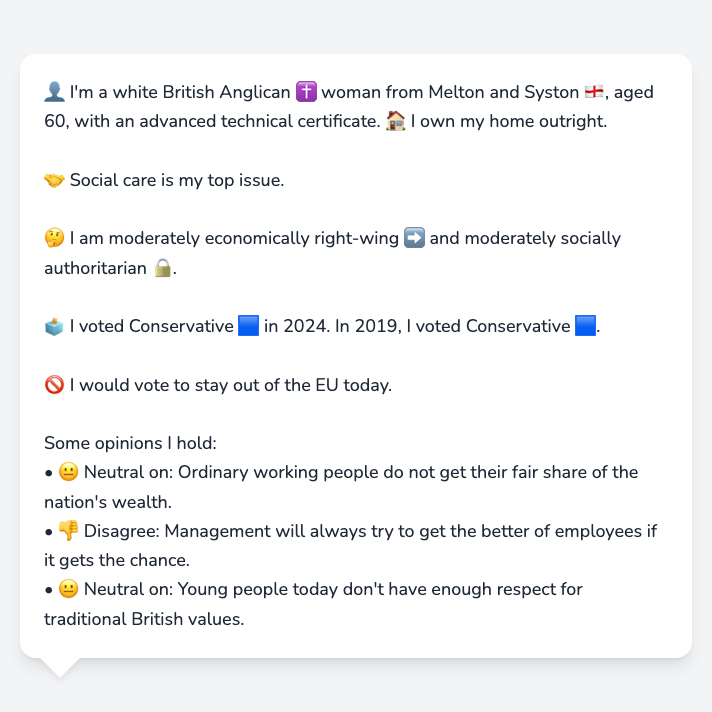 👤 I'm a white British Anglican ✝️ woman from Melton and Syston 🏴󠁧󠁢󠁥󠁮󠁧󠁿, aged
60, with an advanced technical certificate. 🏠 I own my home outright.
🤝 Social care is my top issue.
🤔 I am moderately economically right-wing ➡️ and moderately socially
authoritarian 🔒.
🗳️ I voted Conservative 🟦 in 2024. In 2019, I voted Conservative 🟦.
🚫 I would vote to stay out of the EU today.
Some opinions I hold:
• 😐 Neutral on: Ordinary working people do not get their fair share of the
nation's wealth.
• 👎 Disagree: Management will always try to get the better of employees if
it gets the chance.
• 😐 Neutral on: Young people today don't have enough respect for
traditional British values.